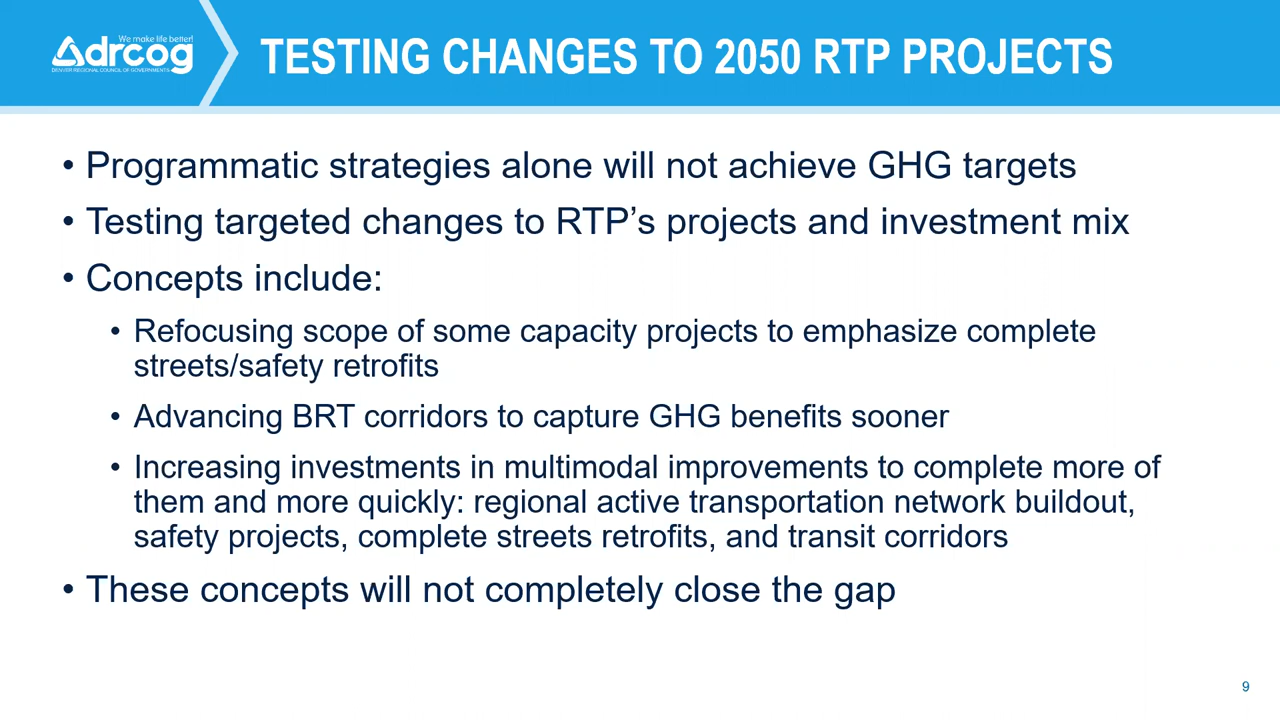 We make life better!
drcog
DENVER REGIONAL COUNCIL OF GOVERNMENTS
TESTING CHANGES TO 2050 RTP PROJECTS
• Programmatic strategies alone will not achieve GHG targets
• Testing targeted changes to RTP’s projects and investment mix
• Concepts include:
• Refocusing scope of some capacity projects to emphasize complete
streets/safety retrofits
• Advancing BRT corridors to capture GHG benefits sooner
• Increasing investments in multimodal improvements to complete more of
them and more quickly: regional active transportation network buildout,
safety projects, complete streets retrofits, and transit corridors
• These concepts will not completely close the gap
9